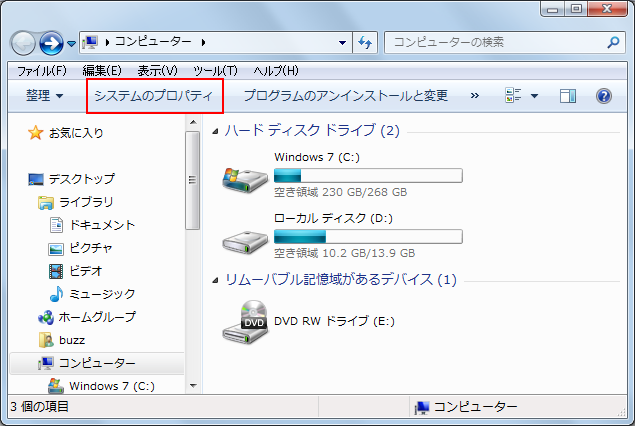 コンピューター
コンピューターの検索
ファイル(F) 編集(E) 表示(V) ツール(T) ヘルプ(H)
整理 システムのプロパティ プログラムのアンインストールと変更 »
お気に入り
デスクトップ
ライブラリ
ドキュメント
ピクチャ
ビデオ
ミュージック
ホームグループ
buzz
コンピューター
Windows 7 (C:)
ハード ディスク ドライブ (2)
Windows 7 (C:)
空き領域 230 GB/268 GB
ローカル ディスク (D:)
空き領域 10.2 GB/13.9 GB
リムーバブル記憶域があるデバイス (1)
DVD
DVD RW ドライブ (E:)
3 個の項目
コンピューター